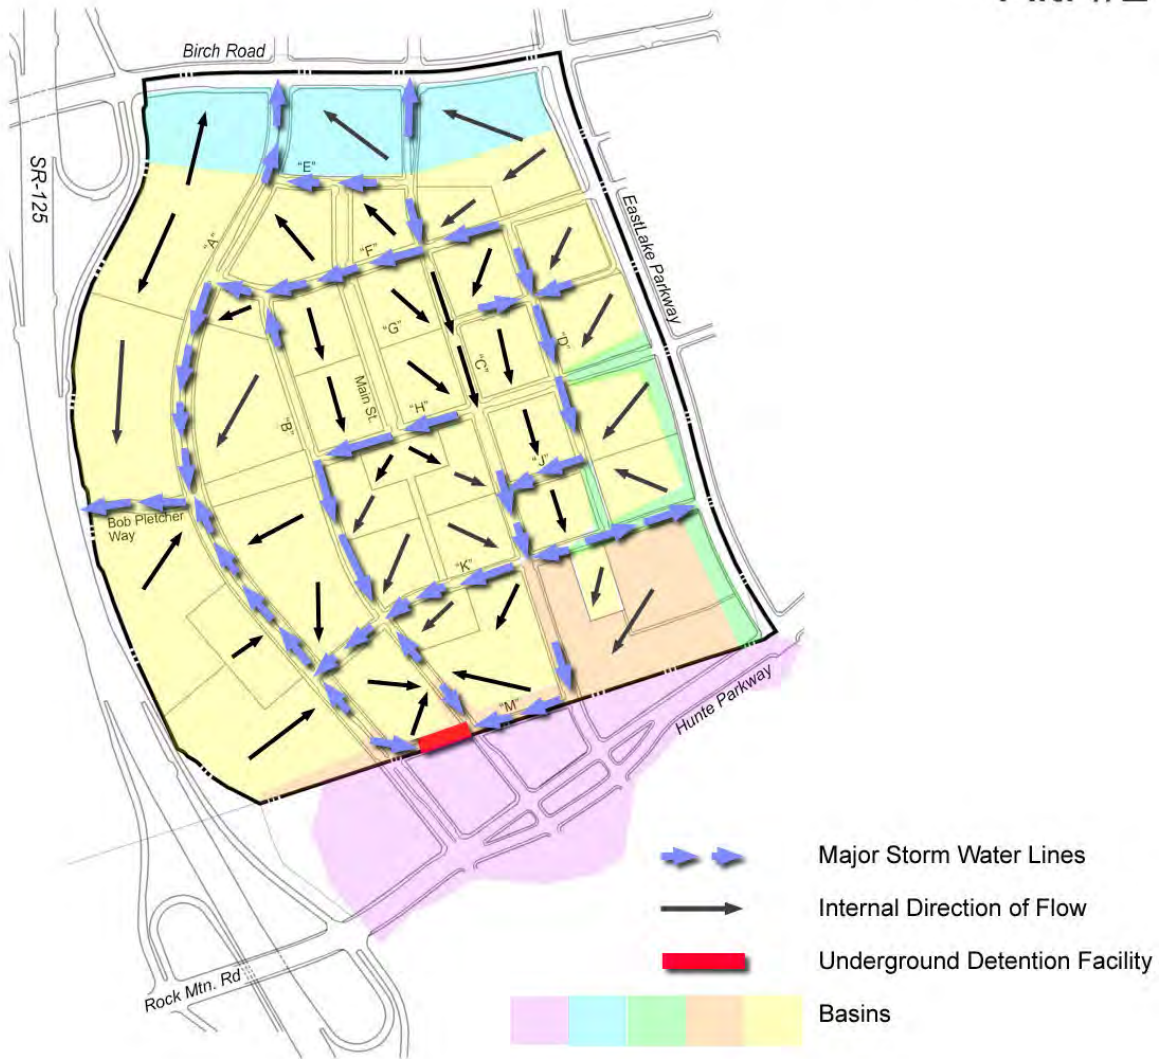 Birch Road
SR-125
"E"
EastLake Parkway
"A"
"F"
"G"
"D"
"C"
Main St.
"H"
"B"
"J"
Bob Pletcher
Way
"K"
"M"
Hunte Parkway
Rock Mtn. Rd
Major Storm Water Lines
Internal Direction of Flow
Underground Detention Facility
Basins